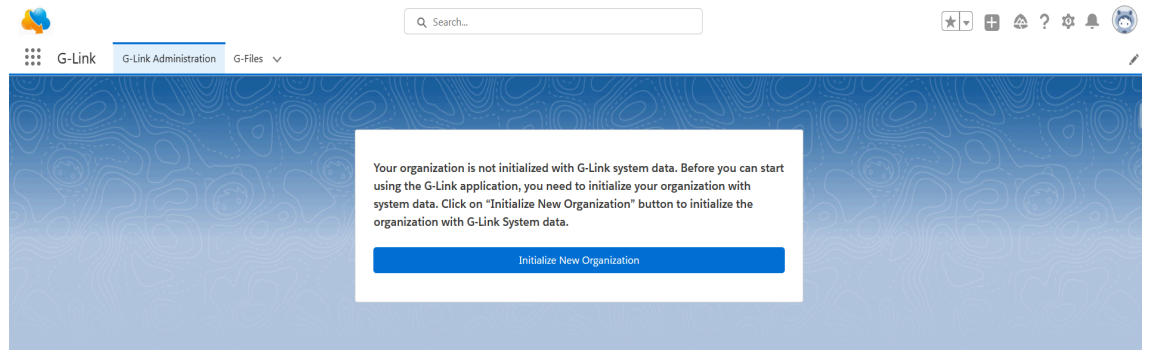 Search...
G-Link
G-Link Administration
G-Files
Your organization is not initialized with G-Link system data. Before you can start
using the G-Link application, you need to initialize your organization with
system data. Click on “Initialize New Organization” button to initialize the
organization with G-Link System data.
Initialize New Organization